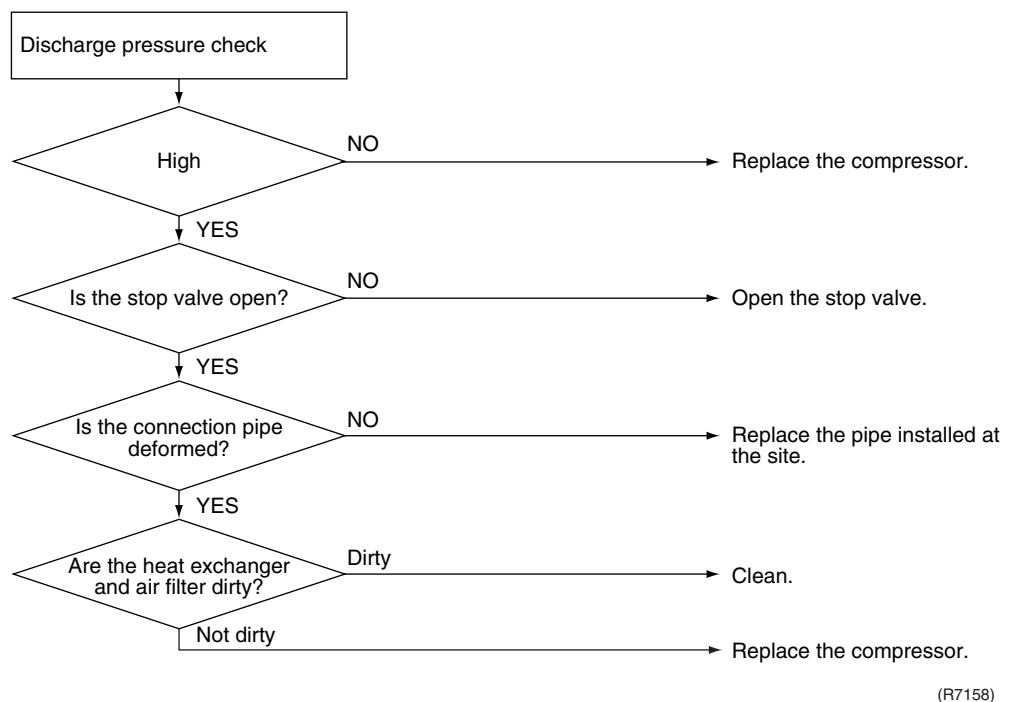 Discharge pressure check
High
NO
Replace the compressor.
YES
Is the stop valve open?
NO
Open the stop valve.
YES
Is the connection pipe
deformed?
NO
Replace the pipe installed at
the site.
YES
Are the heat exchanger
and air filter dirty?
Dirty
Clean.
Not dirty
Replace the compressor.
(R7158)